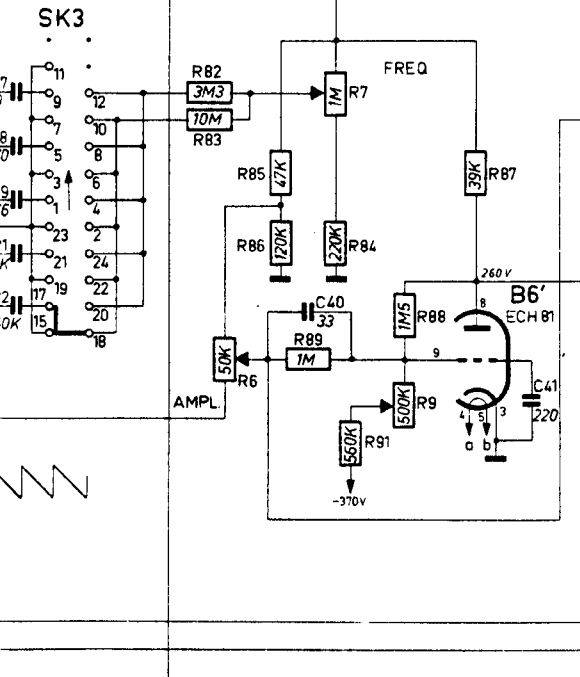 SK3
11
9
12
7
10
5
8
3
6
1
4
23
2
21
24
19
22
17
20
15
18
R82
3M3
10M
R83
FREQ
1M
R7
R85
47K
R87
39K
R86
120K
220K
R84
260V
8
B6'
ECH 81
C40
33
R88
1M5
R89
1M
9
50K
R6
AMPL.
R9
500K
C41
220
R91
560K
4
5
3
a
b
-370V